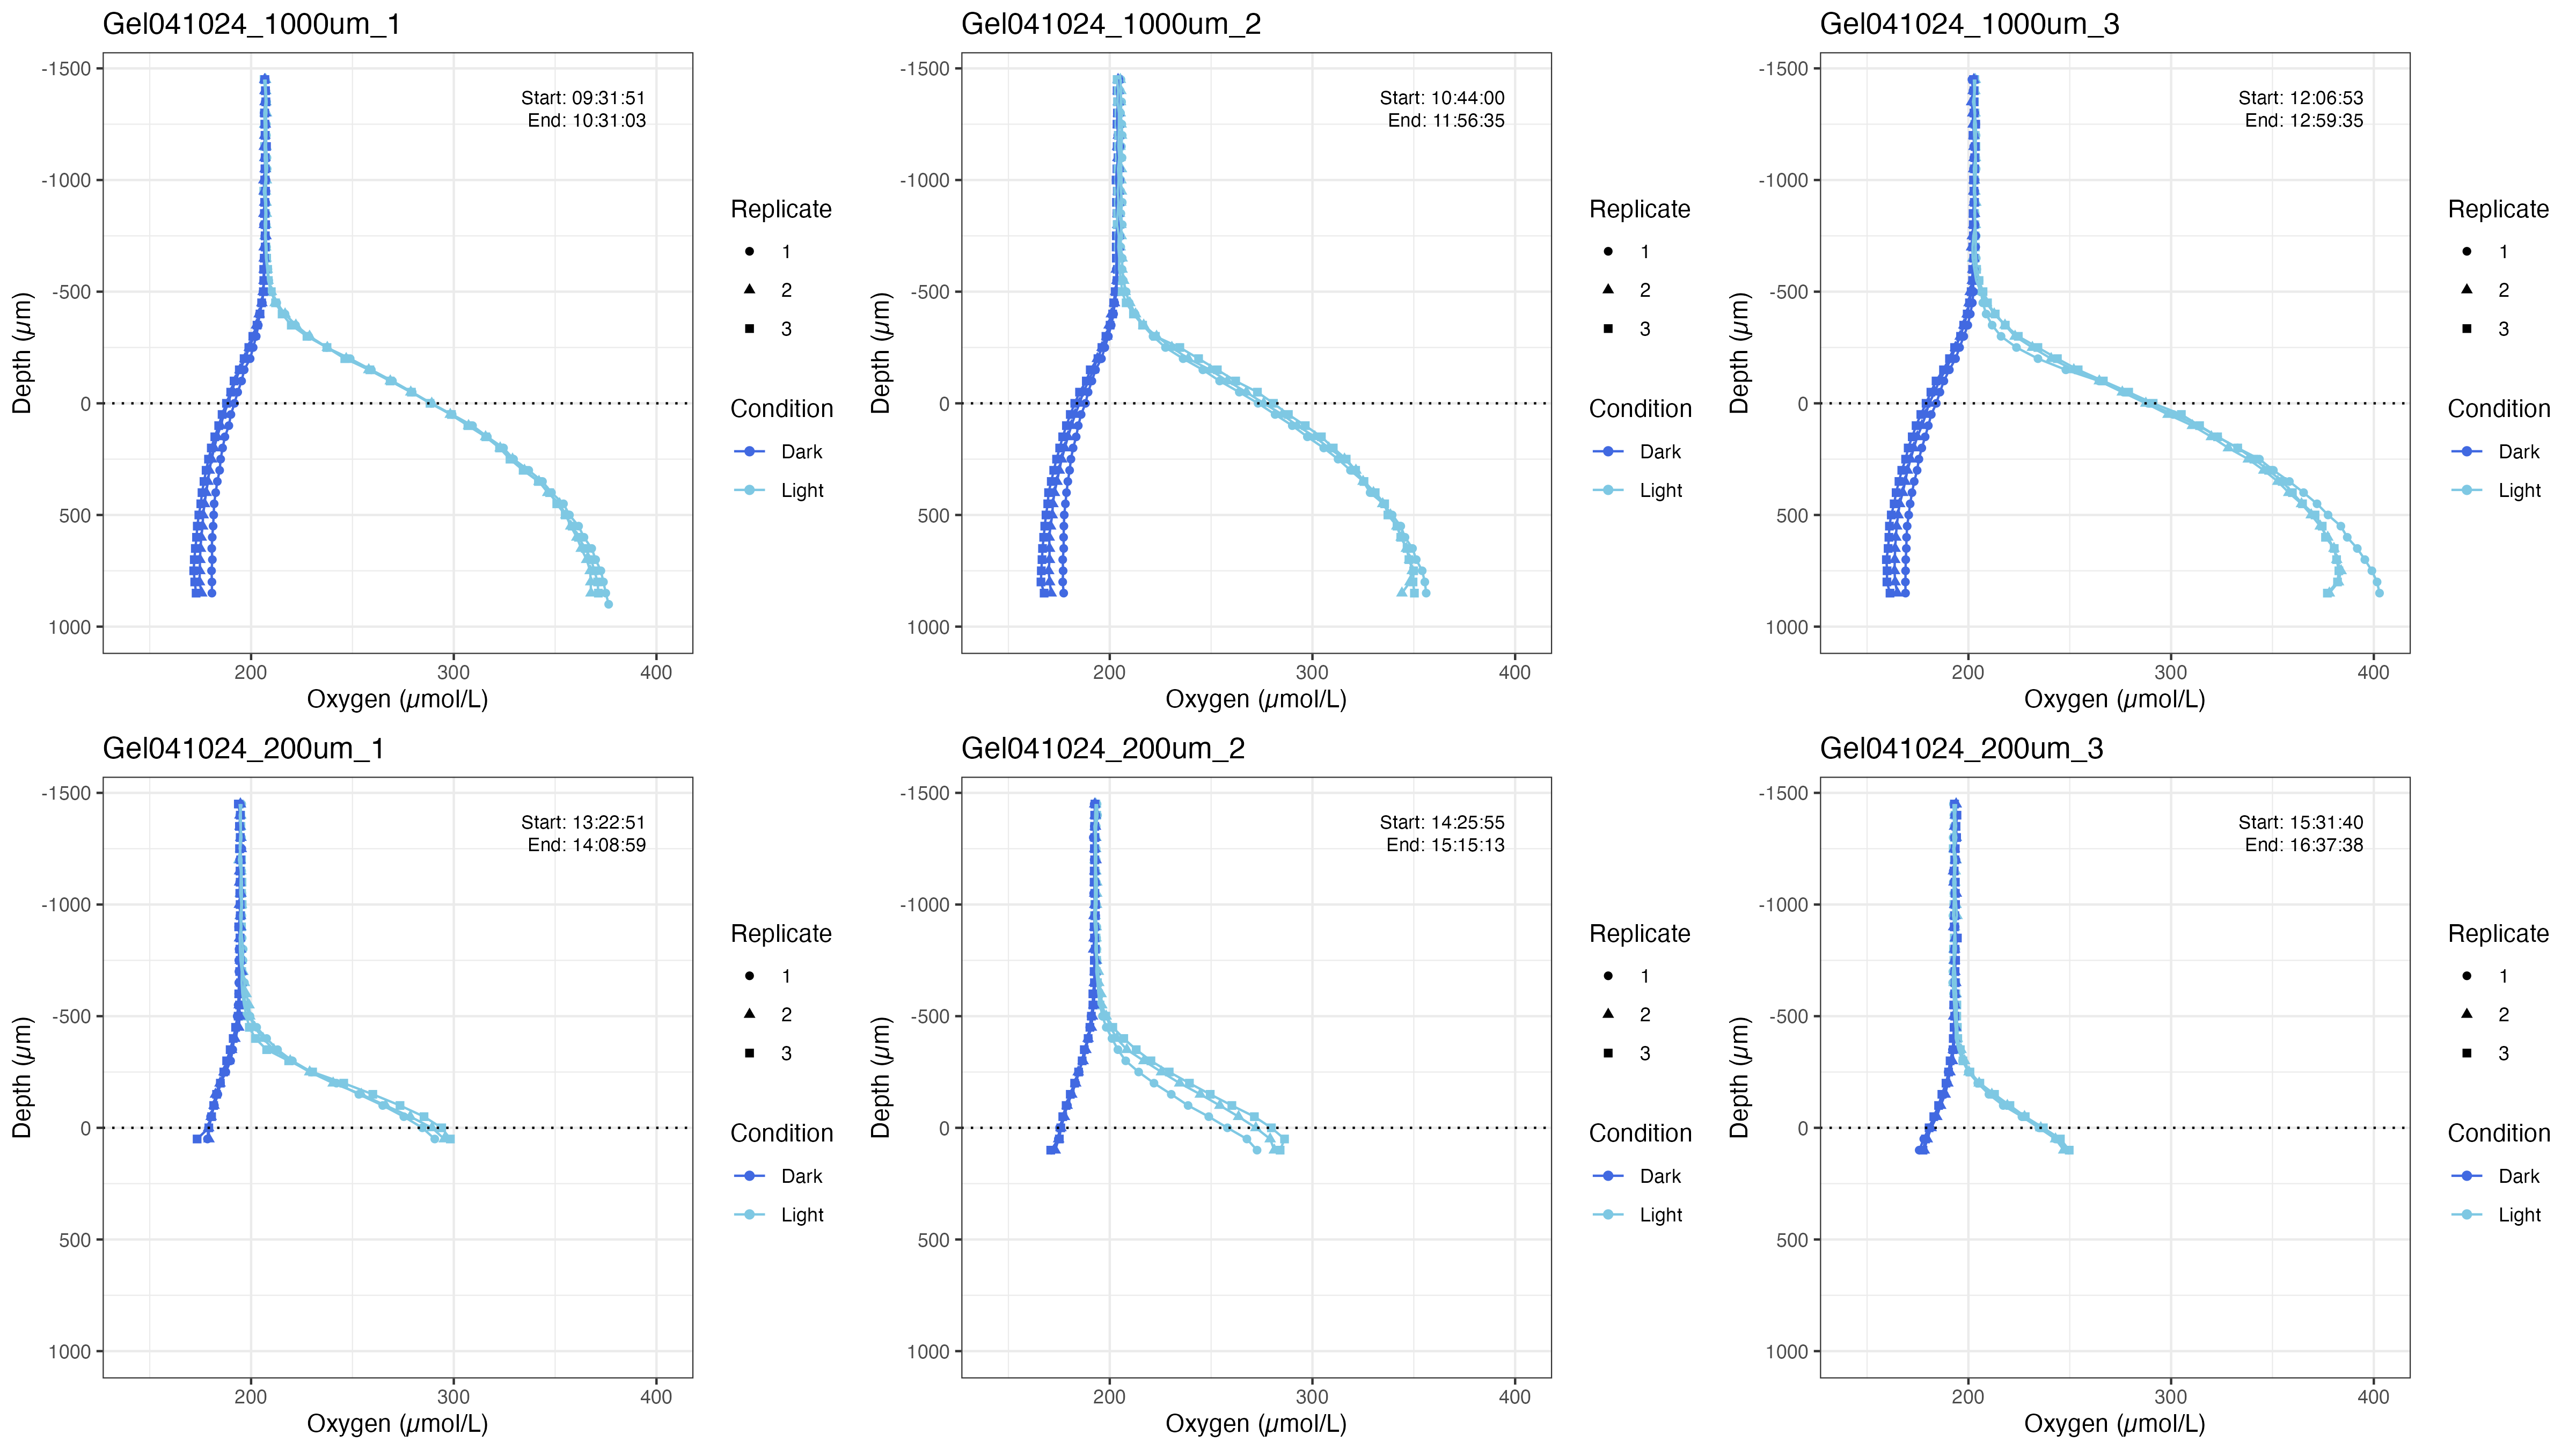 Gel041024_1000um_1
Start: 09:31:51
End: 10:31:03
-1500
-1000
-500
0
500
1000
Depth (µm)
200
300
400
Oxygen (µmol/L)
Replicate
1
2
3
Condition
Dark
Light
Gel041024_1000um_2
Start: 10:44:00
End: 11:56:35
-1500
-1000
-500
0
500
1000
Depth (µm)
200
300
400
Oxygen (µmol/L)
Replicate
1
2
3
Condition
Dark
Light
Gel041024_1000um_3
Start: 12:06:53
End: 12:59:35
-1500
-1000
-500
0
500
1000
Depth (µm)
200
300
400
Oxygen (µmol/L)
Replicate
1
2
3
Condition
Dark
Light
Gel041024_200um_1
Start: 13:22:51
End: 14:08:59
-1500
-1000
-500
0
500
1000
Depth (µm)
200
300
400
Oxygen (µmol/L)
Replicate
1
2
3
Condition
Dark
Light
Gel041024_200um_2
Start: 14:25:55
End: 15:15:13
-1500
-1000
-500
0
500
1000
Depth (µm)
200
300
400
Oxygen (µmol/L)
Replicate
1
2
3
Condition
Dark
Light
Gel041024_200um_3
Start: 15:31:40
End: 16:37:38
-1500
-1000
-500
0
500
1000
Depth (µm)
200
300
400
Oxygen (µmol/L)
Replicate
1
2
3
Condition
Dark
Light